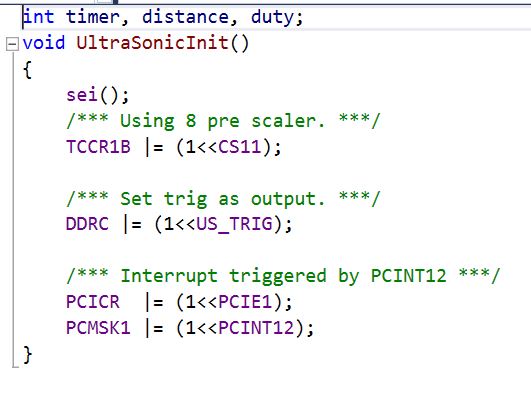 int timer, distance, duty;
void UltraSonicInit()
{
    sei();
    /*** Using 8 pre scaler. ***/
    TCCR1B |= (1<<CS11);

    /*** Set trig as output. ***/
    DDRC |= (1<<US_TRIG);

    /*** Interrupt triggered by PCINT12 ***/
    PCICR  |= (1<<PCIE1);
    PCMSK1 |= (1<<PCINT12);
}